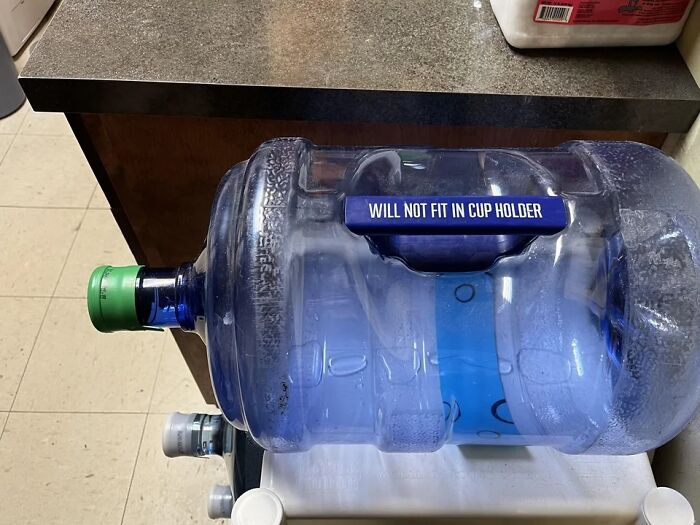 WILL NOT FIT IN CUP HOLDER